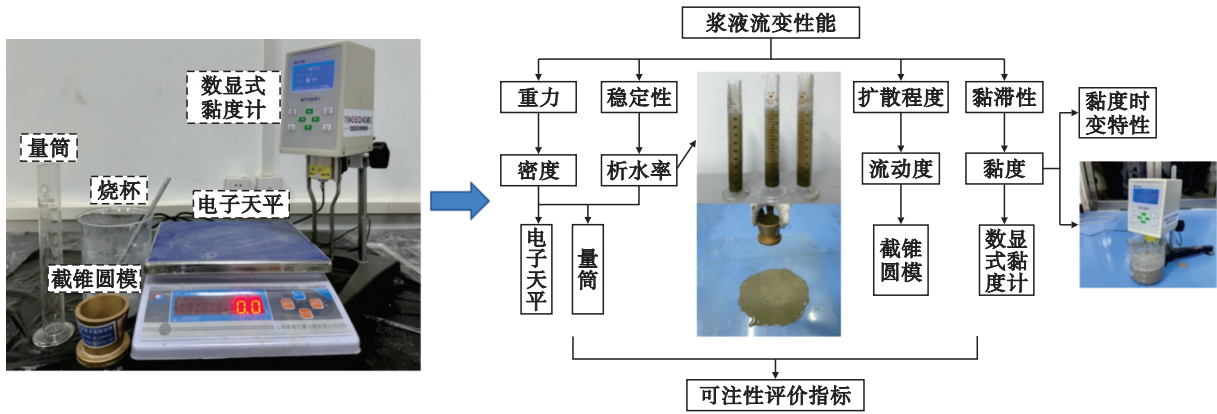 浆液流变性能
数显式
黏度计
量筒
烧杯
电子天平
截锥圆模
0.0
重力
稳定性
扩散程度
黏滞性
黏度时
变特性
密度
析水率
流动度
黏度
电子天平
量筒
截锥
圆模
数显
式黏
度计
可注性评价指标